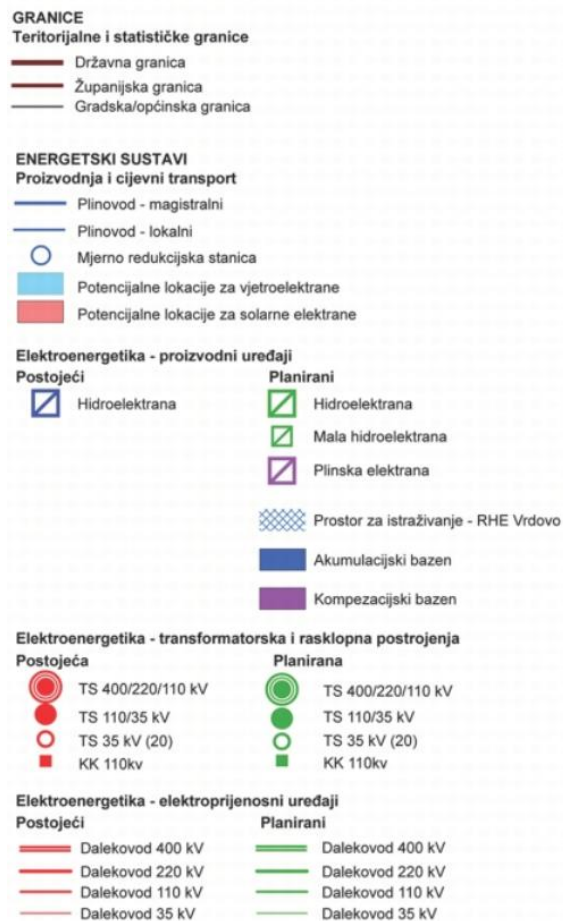 GRANICE
Teritorijalne i statističke granice
Državna granica
Županijska granica
Gradska/općinska granica
ENERGETSKI SUSTAVI
Proizvodnja i cijevni transport
Plinovod - magistralni
Plinovod - lokalni
Mjerno redukcijska stanica
Potencijalne lokacije za vjetroelektrane
Potencijalne lokacije za solarne elektrane
Elektroenergetika - proizvodni uređaji
Postojeći Planirani
Hidroelektrana Hidroelektrana
Mala hidroelektrana
Plinska elektrana
Prostor za istraživanje - RHE Vrdovo
Akumulacijski bazen
Kompezacijski bazen
Elektroenergetika - transformatorska i rasklopna postrojenja
Postojeća Planirana
TS 400/220/110 kV TS 400/220/110 kV
TS 110/35 kV TS 110/35 kV
TS 35 kV (20) TS 35 kV (20)
KK 110kv KK 110kv
Elektroenergetika - elektroprijenosni uređaji
Postojeći Planirani
Dalekovod 400 kV Dalekovod 400 kV
Dalekovod 220 kV Dalekovod 220 kV
Dalekovod 110 kV Dalekovod 110 kV
Dalekovod 35 kV Dalekovod 35 kV